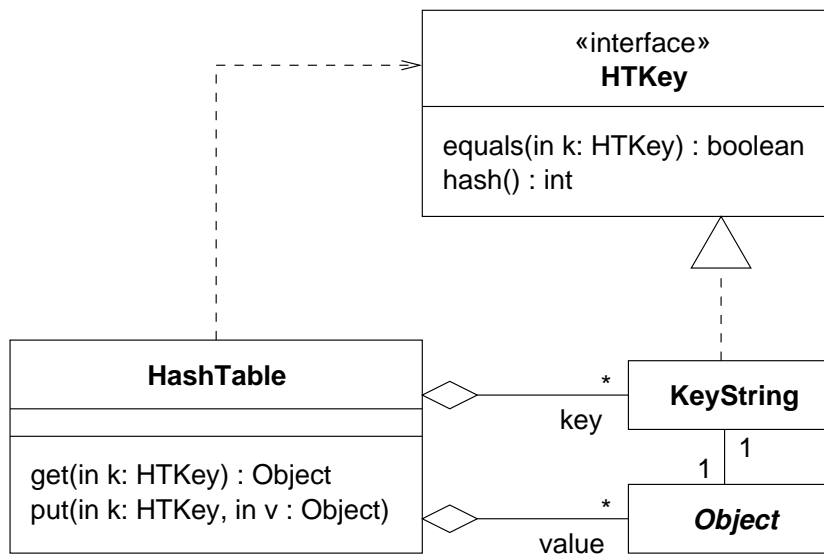 «interface»
HTKey
equals(in k: HTKey) : boolean
hash() : int
HashTable
get(in k: HTKey) : Object
put(in k: HTKey, in v : Object)
*
key
KeyString
1
1
*
value
Object